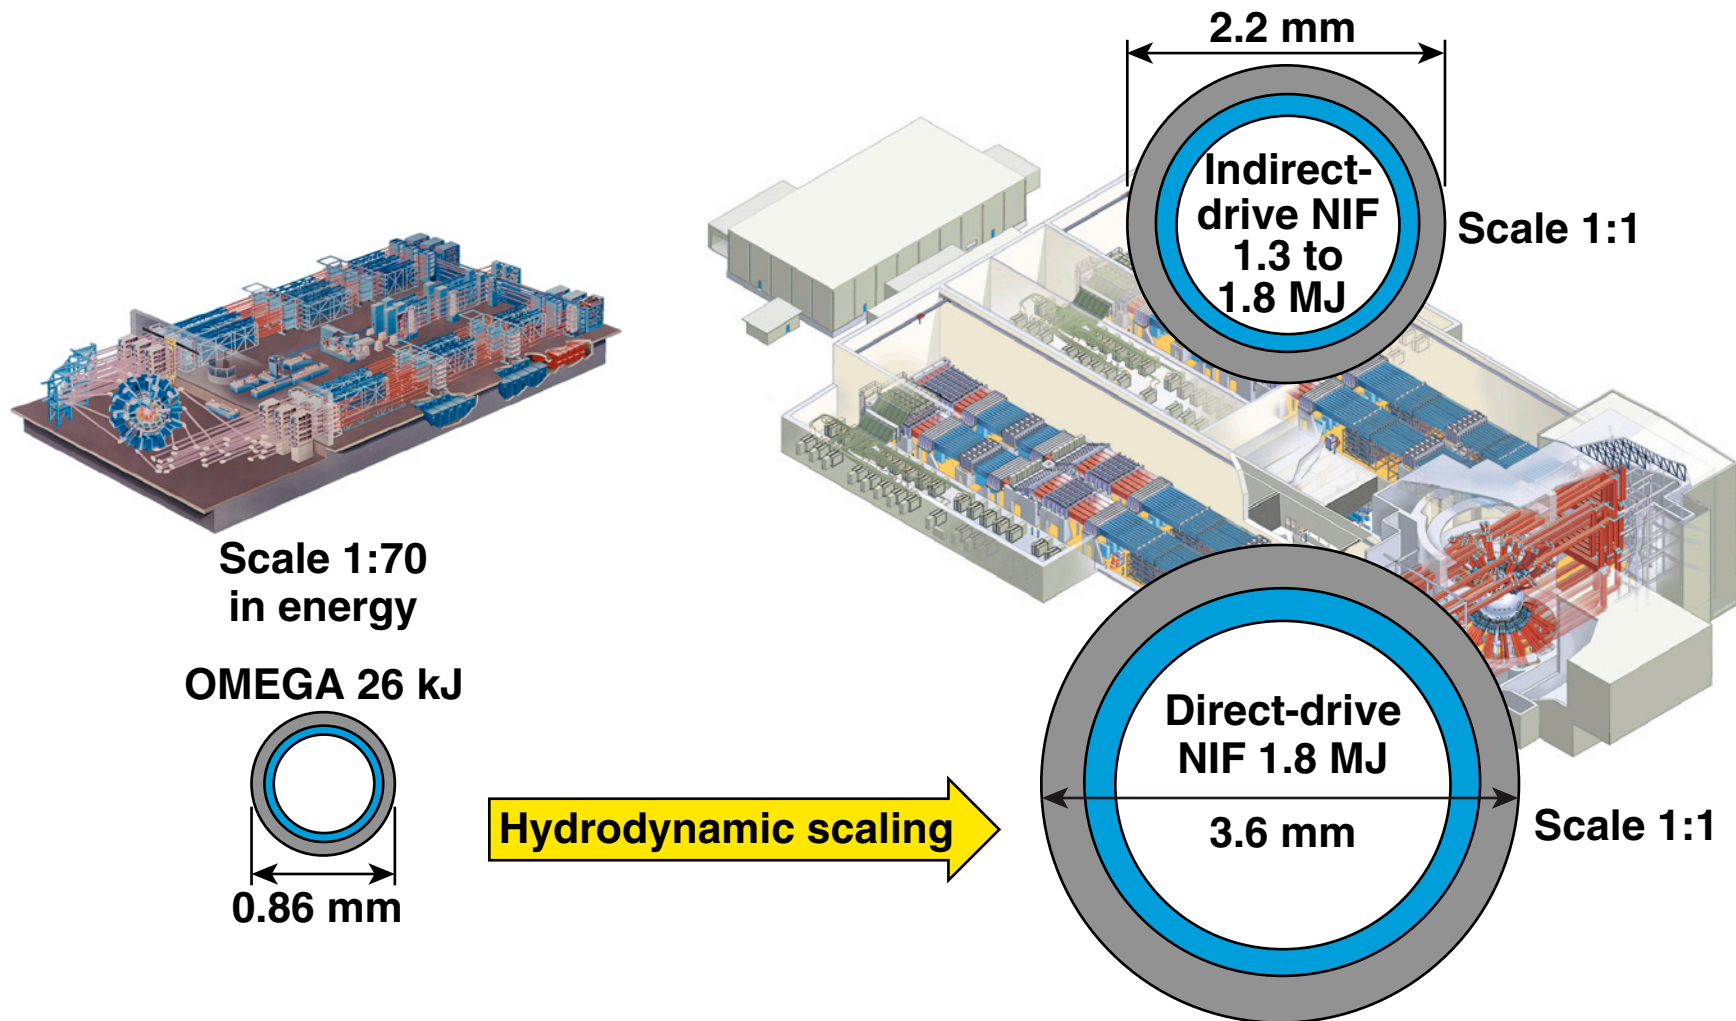 2.2 mm
Indirect-
drive NIF
1.3 to
1.8 MJ
Scale 1:1
Scale 1:70
in energy
OMEGA 26 kJ
0.86 mm
Hydrodynamic scaling
Direct-drive
NIF 1.8 MJ
3.6 mm
Scale 1:1